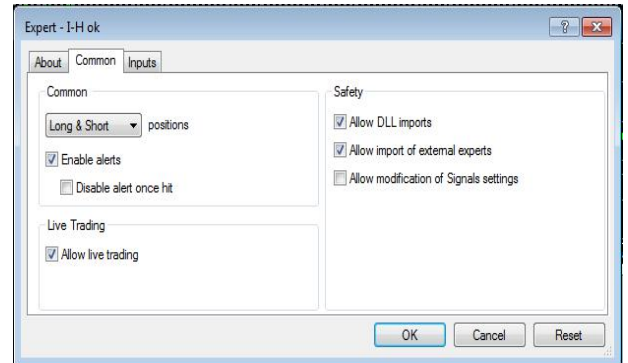 Expert - I-H ok
About Common Inputs
Common
Long & Short positions
Enable alerts
Disable alert once hit
Live Trading
Allow live trading
Safety
Allow DLL imports
Allow import of external experts
Allow modification of Signals settings
OK Cancel Reset